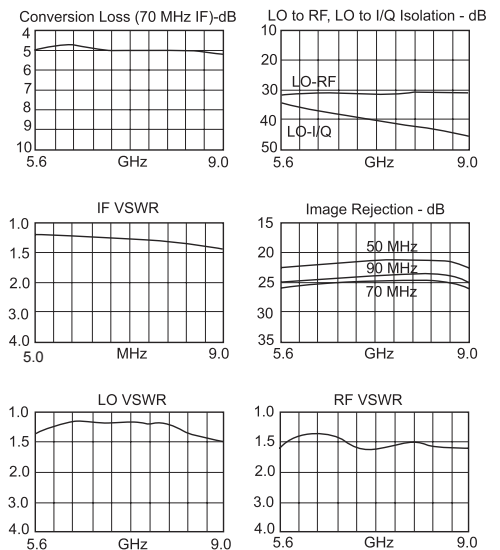 Conversion Loss (70 MHz IF)-dB
4
5
6
7
8
9
10
5.6 GHz 9.0
LO to RF, LO to I/Q Isolation - dB
10
20
30
40
50
LO-RF
LO-I/Q
5.6 GHz 9.0
IF VSWR
1.0
1.5
2.0
3.0
4.0
5.0 MHz 9.0
Image Rejection - dB
15
20
25
30
35
50 MHz
90 MHz
70 MHz
5.6 GHz 9.0
LO VSWR
1.0
1.5
2.0
3.0
4.0
5.6 GHz 9.0
RF VSWR
1.0
1.5
2.0
3.0
4.0
5.6 GHz 9.0